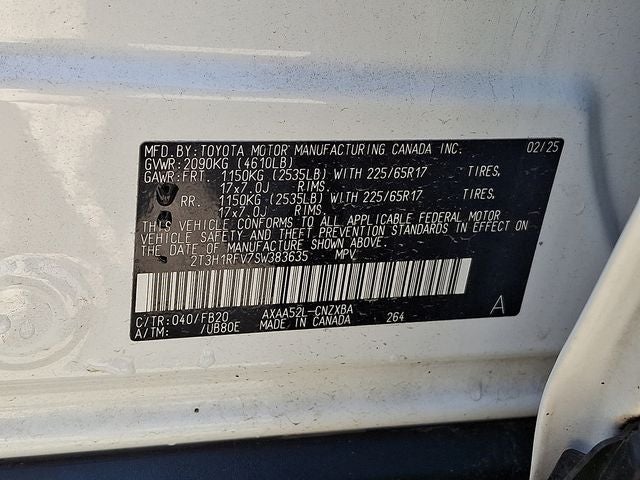 MFD. BY: TOYOTA MOTOR MANUFACTURING CANADA INC. 02/25
GVWR: 2090KG (4610LB)
GAWR: FRT. 1150KG (2535LB) WITH 225/65R17 TIRES,
17x7.0J RIMS.
RR. 1150KG (2535LB) WITH 225/65R17 TIRES,
17x7.0J RIMS.
THIS VEHICLE CONFORMS TO ALL APPLICABLE FEDERAL MOTOR
VEHICLE SAFETY AND THEFT PREVENTION STANDARDS IN EFFECT ON
THE DATE OF MANUFACTURE SHOWN ABOVE.
2T3H1RFV7SW383635 MPV
C/TR: 040/FB20 AXAA52L-CNZXBA A
A/TM: /UB80E MADE IN CANADA 264